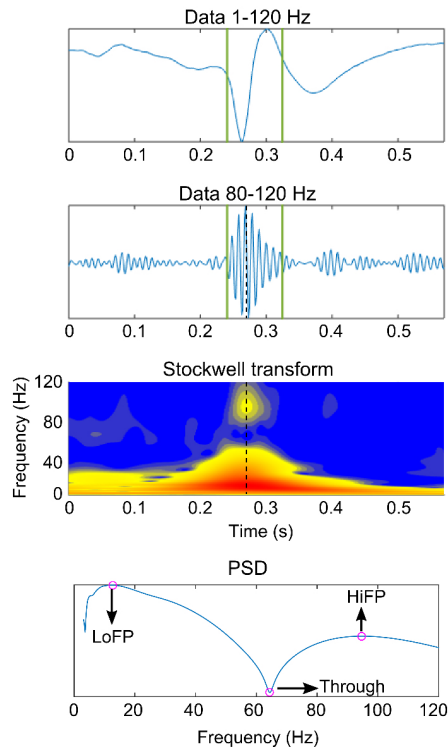 Data 1-120 Hz
0 0.1 0.2 0.3 0.4 0.5
Data 80-120 Hz
0 0.1 0.2 0.3 0.4 0.5
Stockwell transform
Frequency (Hz)
120
80
40
0
0 0.1 0.2 0.3 0.4 0.5
Time (s)
PSD
LoFP
HiFP
Through
0 20 40 60 80 100 120
Frequency (Hz)